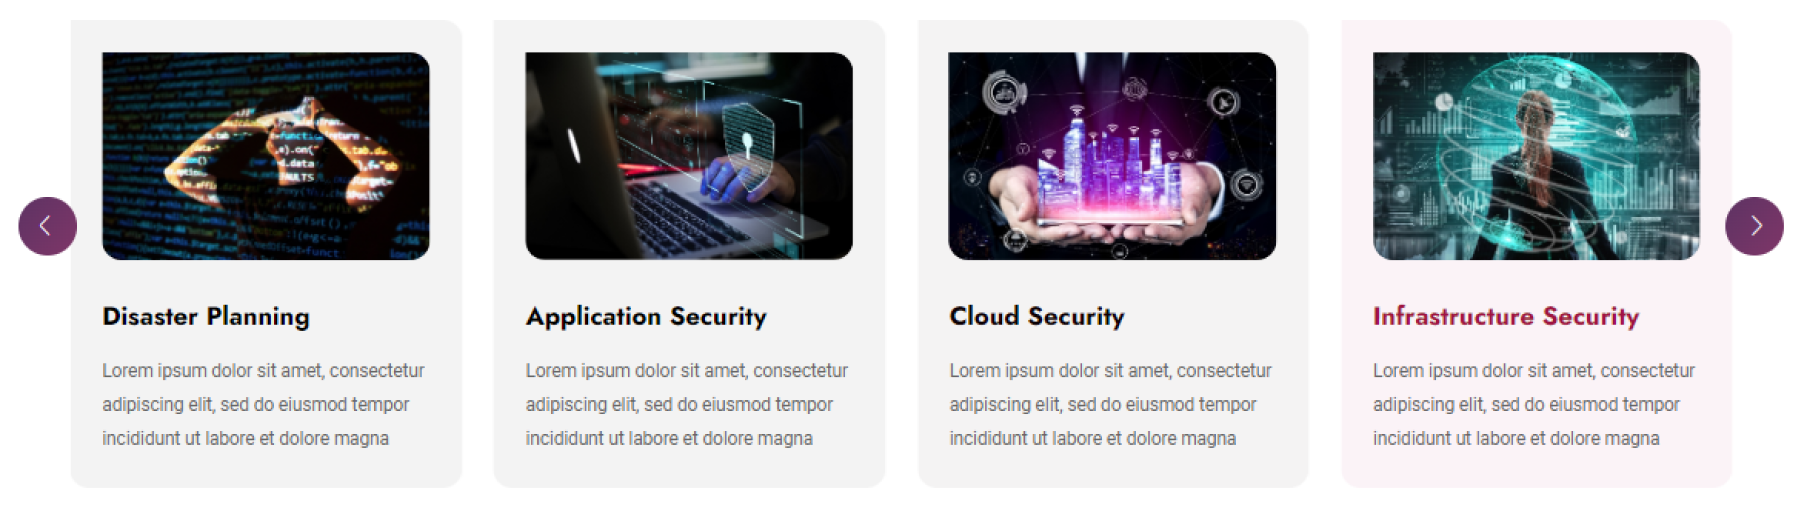 Disaster Planning
Lorem ipsum dolor sit amet, consectetur
adipiscing elit, sed do eiusmod tempor
incididunt ut labore et dolore magna
Application Security
Lorem ipsum dolor sit amet, consectetur
adipiscing elit, sed do eiusmod tempor
incididunt ut labore et dolore magna
Cloud Security
Lorem ipsum dolor sit amet, consectetur
adipiscing elit, sed do eiusmod tempor
incididunt ut labore et dolore magna
Infrastructure Security
Lorem ipsum dolor sit amet, consectetur
adipiscing elit, sed do eiusmod tempor
incididunt ut labore et dolore magna